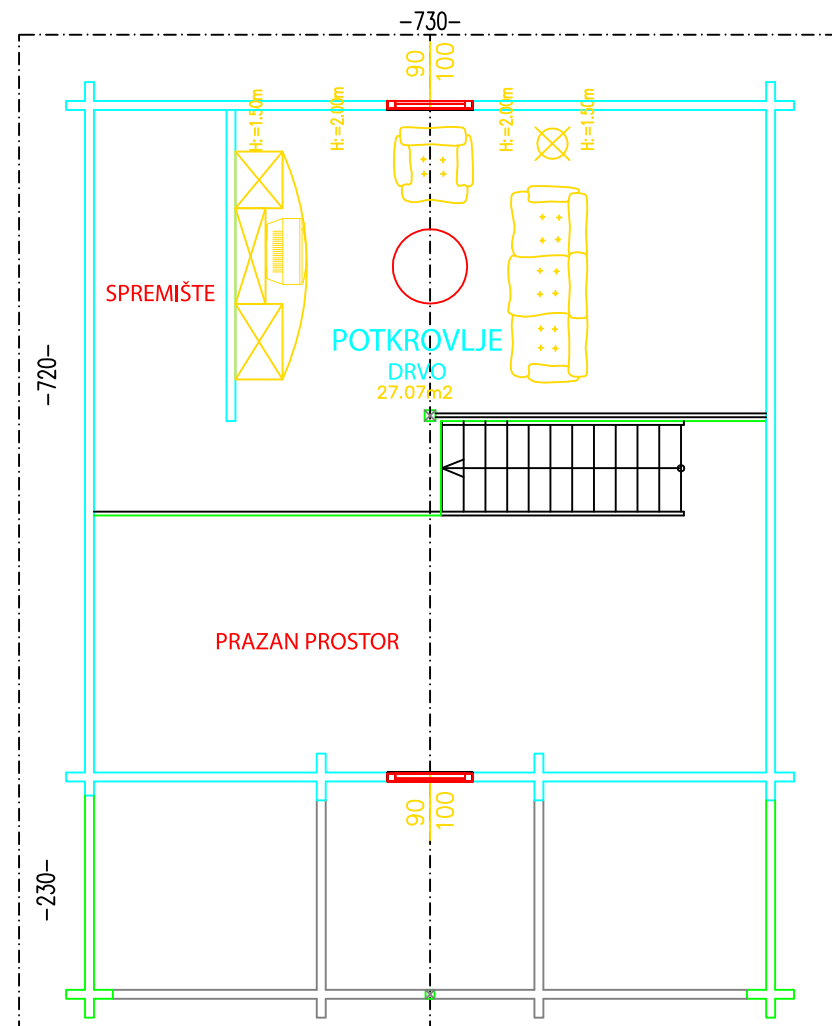 -730-
90
100
H:=1.50m
H:=2.00m
H:=2.00m
H:=1.50m
SPREMIŠTE
POTKROVLJE
DRVO
27.07m2
-720-
PRAZAN PROSTOR
90
100
-230-